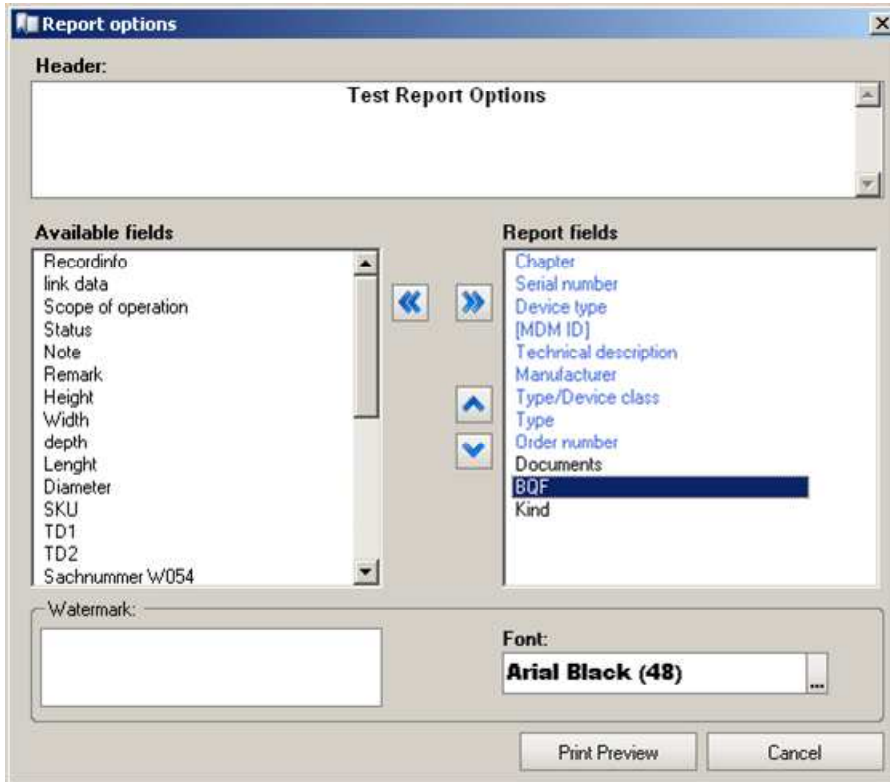 Report options
Header:
Test Report Options
Available fields
Recordinfo
link data
Scope of operation
Status
Note
Remark
Height
Width
depth
Lenght
Diameter
SKU
TD1
TD2
Sachnummer W054
Report fields
Chapter
Serial number
Device type
[MDM ID]
Technical description
Manufacturer
Type/Device class
Type
Order number
Documents
BQF
Kind
Watermark:
Font:
Arial Black (48)
...
Print Preview
Cancel